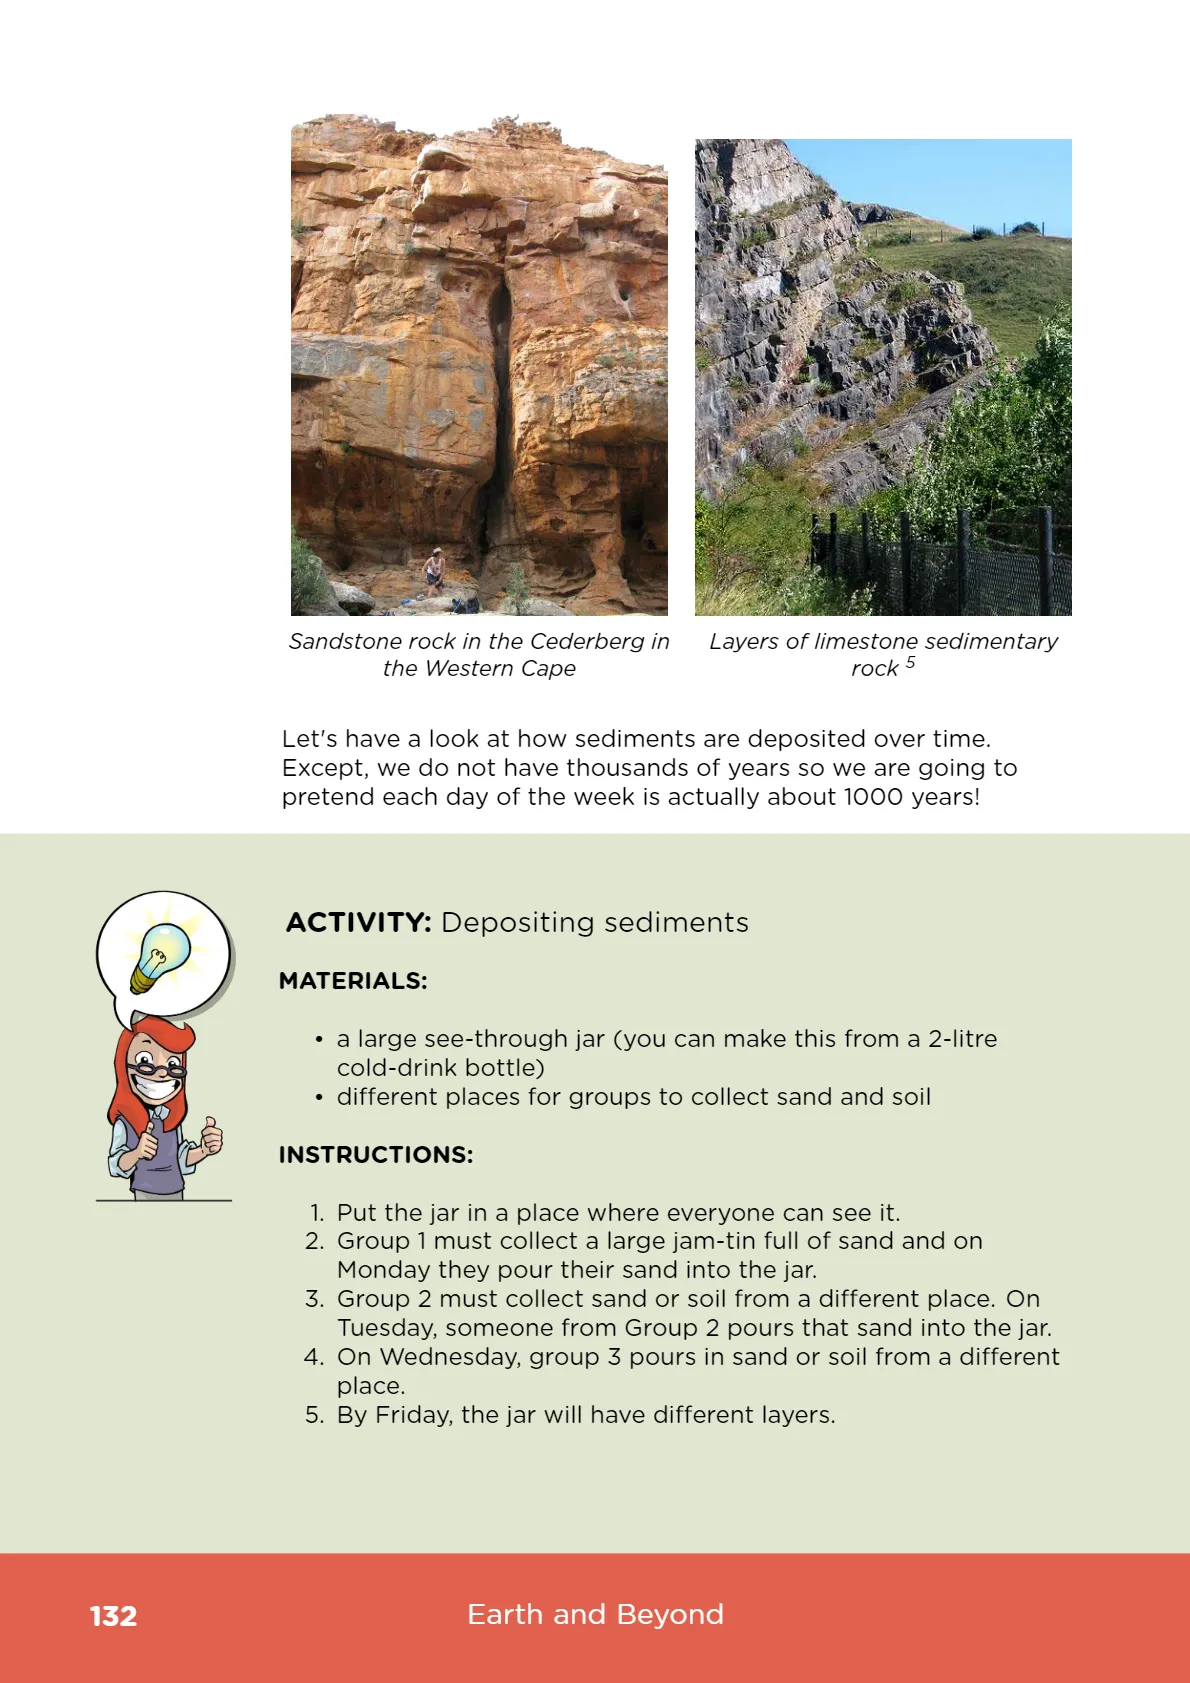 Sandstone rock in the Cederberg in
the Western Cape
Layers of limestone sedimentary
rock 5
Let's have a look at how sediments are deposited over time.
Except, we do not have thousands of years so we are going to
pretend each day of the week is actually about 1000 years!
ACTIVITY: Depositing sediments
MATERIALS:
• a large see-through jar (you can make this from a 2-litre
cold-drink bottle)
• different places for groups to collect sand and soil
INSTRUCTIONS:
1. Put the jar in a place where everyone can see it.
2. Group 1 must collect a large jam-tin full of sand and on
Monday they pour their sand into the jar.
3. Group 2 must collect sand or soil from a different place. On
Tuesday, someone from Group 2 pours that sand into the jar.
4. On Wednesday, group 3 pours in sand or soil from a different
place.
5. By Friday, the jar will have different layers.
132
Earth and Beyond